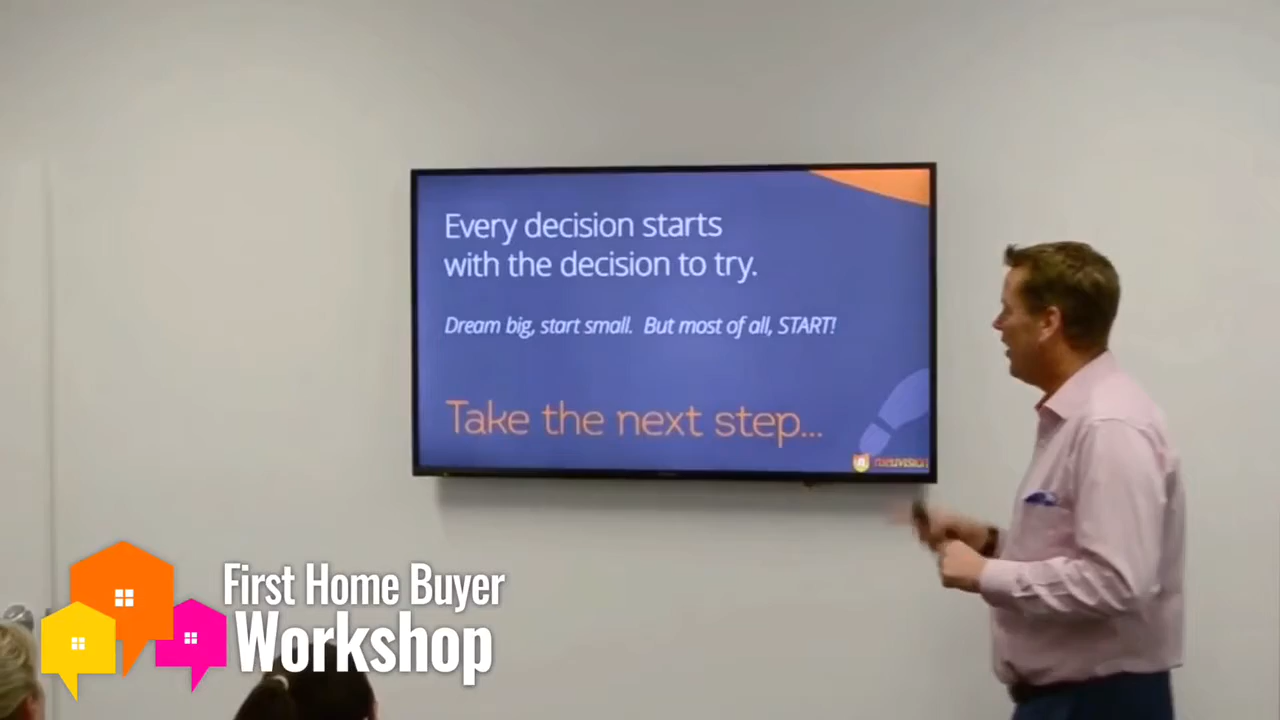 Every decision starts
with the decision to try.
Dream big, start small. But most of all, START!
Take the next step...
First Home Buyer
Workshop